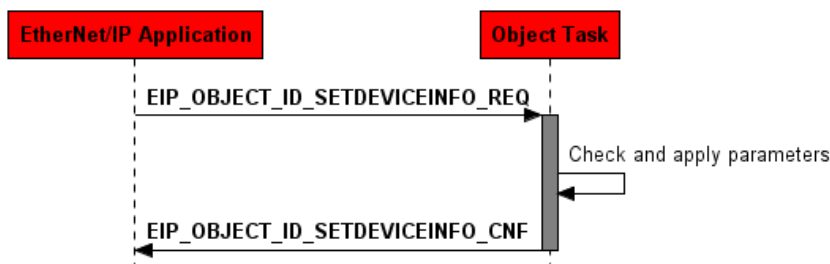 EtherNet/IP Application
Object Task
EIP_OBJECT_ID_SETDEVICEINFO_REQ
Check and apply parameters
EIP_OBJECT_ID_SETDEVICEINFO_CNF